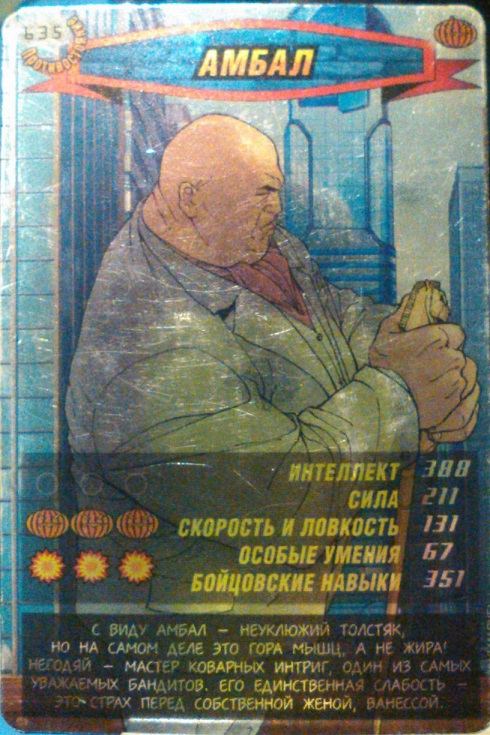 635
Противостояние
АМБАЛ
ИНТЕЛЛЕКТ 388
СИЛА 211
СКОРОСТЬ И ЛОВКОСТЬ 131
ОСОБЫЕ УМЕНИЯ 67
БОЙЦОВСКИЕ НАВЫКИ 351
С ВИДУ АМБАЛ – НЕУКЛЮЖИЙ ТОЛСТЯК,
НО НА САМОМ ДЕЛЕ ЭТО ГОРА МЫШЦ, А НЕ ЖИРА!
НЕГОДЯЙ – МАСТЕР КОВАРНЫХ ИНТРИГ, ОДИН ИЗ САМЫХ
УВАЖАЕМЫХ БАНДИТОВ. ЕГО ЕДИНСТВЕННАЯ СЛАБОСТЬ –
ЭТО СТРАХ ПЕРЕД СОБСТВЕННОЙ ЖЕНОЙ, ВАНЕССОЙ.